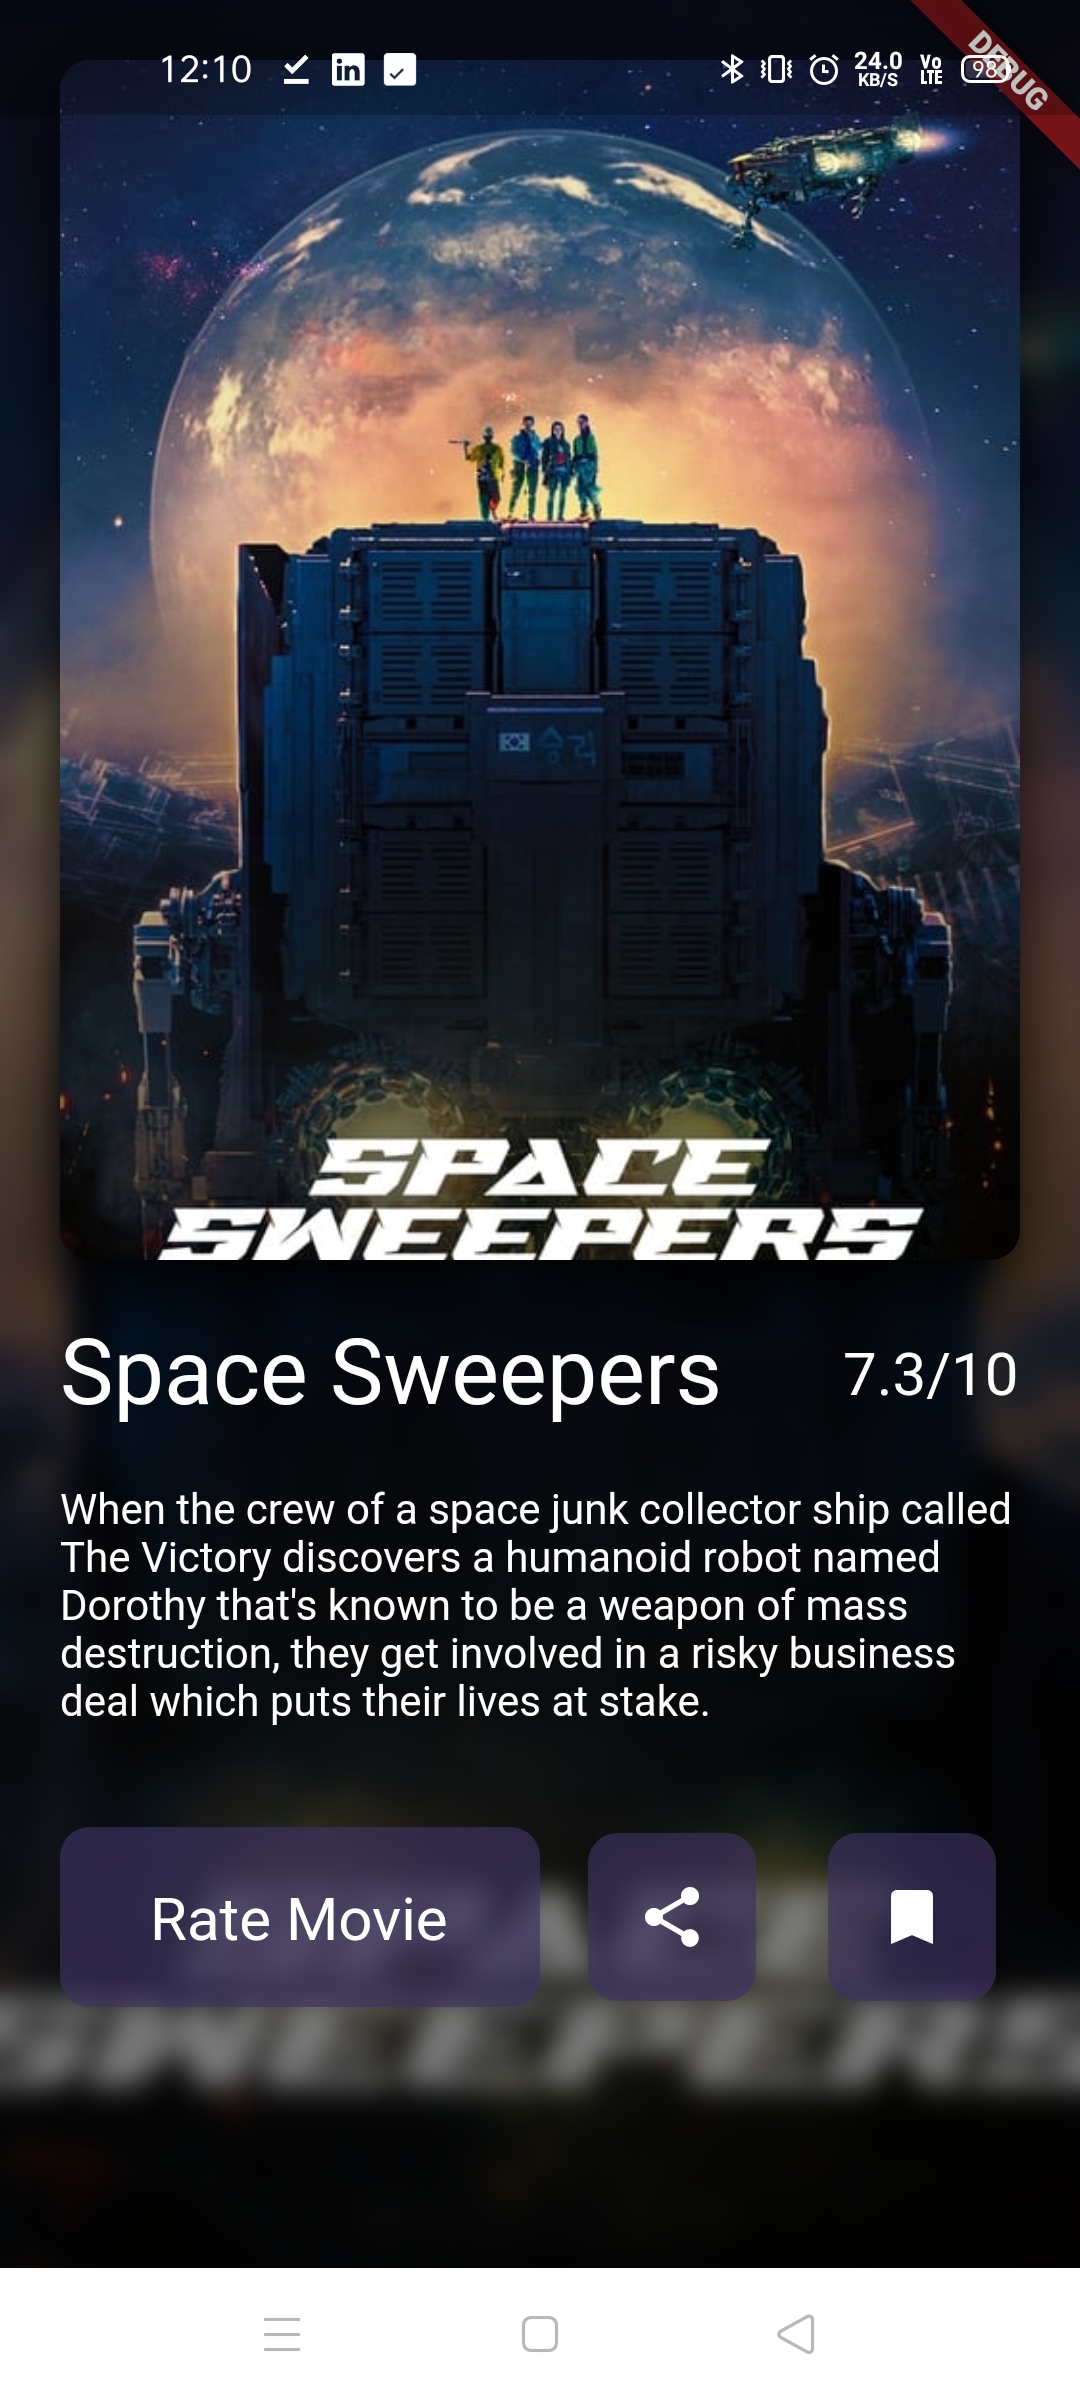 12:10
in
24.0
KB/S
Vo
LTE
98
DEBUG
승리
SPACE
SWEEPERS
Space Sweepers
7.3/10
When the crew of a space junk collector ship called
The Victory discovers a humanoid robot named
Dorothy that's known to be a weapon of mass
destruction, they get involved in a risky business
deal which puts their lives at stake.
Rate Movie
SPACE
SWEEPERS